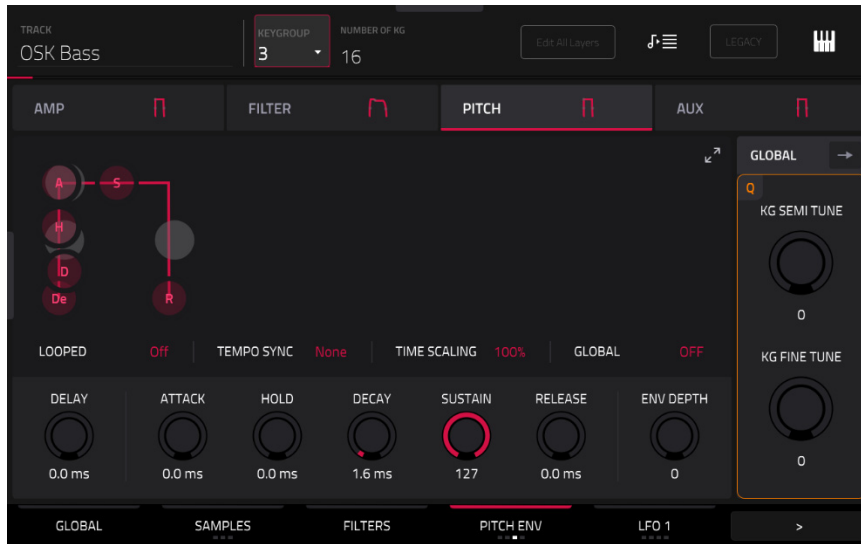 TRACK
OSK Bass
KEYGROUP
3
NUMBER OF KG
16
Edit All Layers
LEGACY
AMP
FILTER
PITCH
AUX
A
S
H
D
De
R
GLOBAL
Q
KG SEMI TUNE
0
KG FINE TUNE
0
LOOPED Off TEMPO SYNC None TIME SCALING 100% GLOBAL OFF
DELAY ATTACK HOLD DECAY SUSTAIN RELEASE ENV DEPTH
0.0 ms 0.0 ms 0.0 ms 1.6 ms 127 0.0 ms 0
GLOBAL SAMPLES FILTERS PITCH ENV LFO 1 >